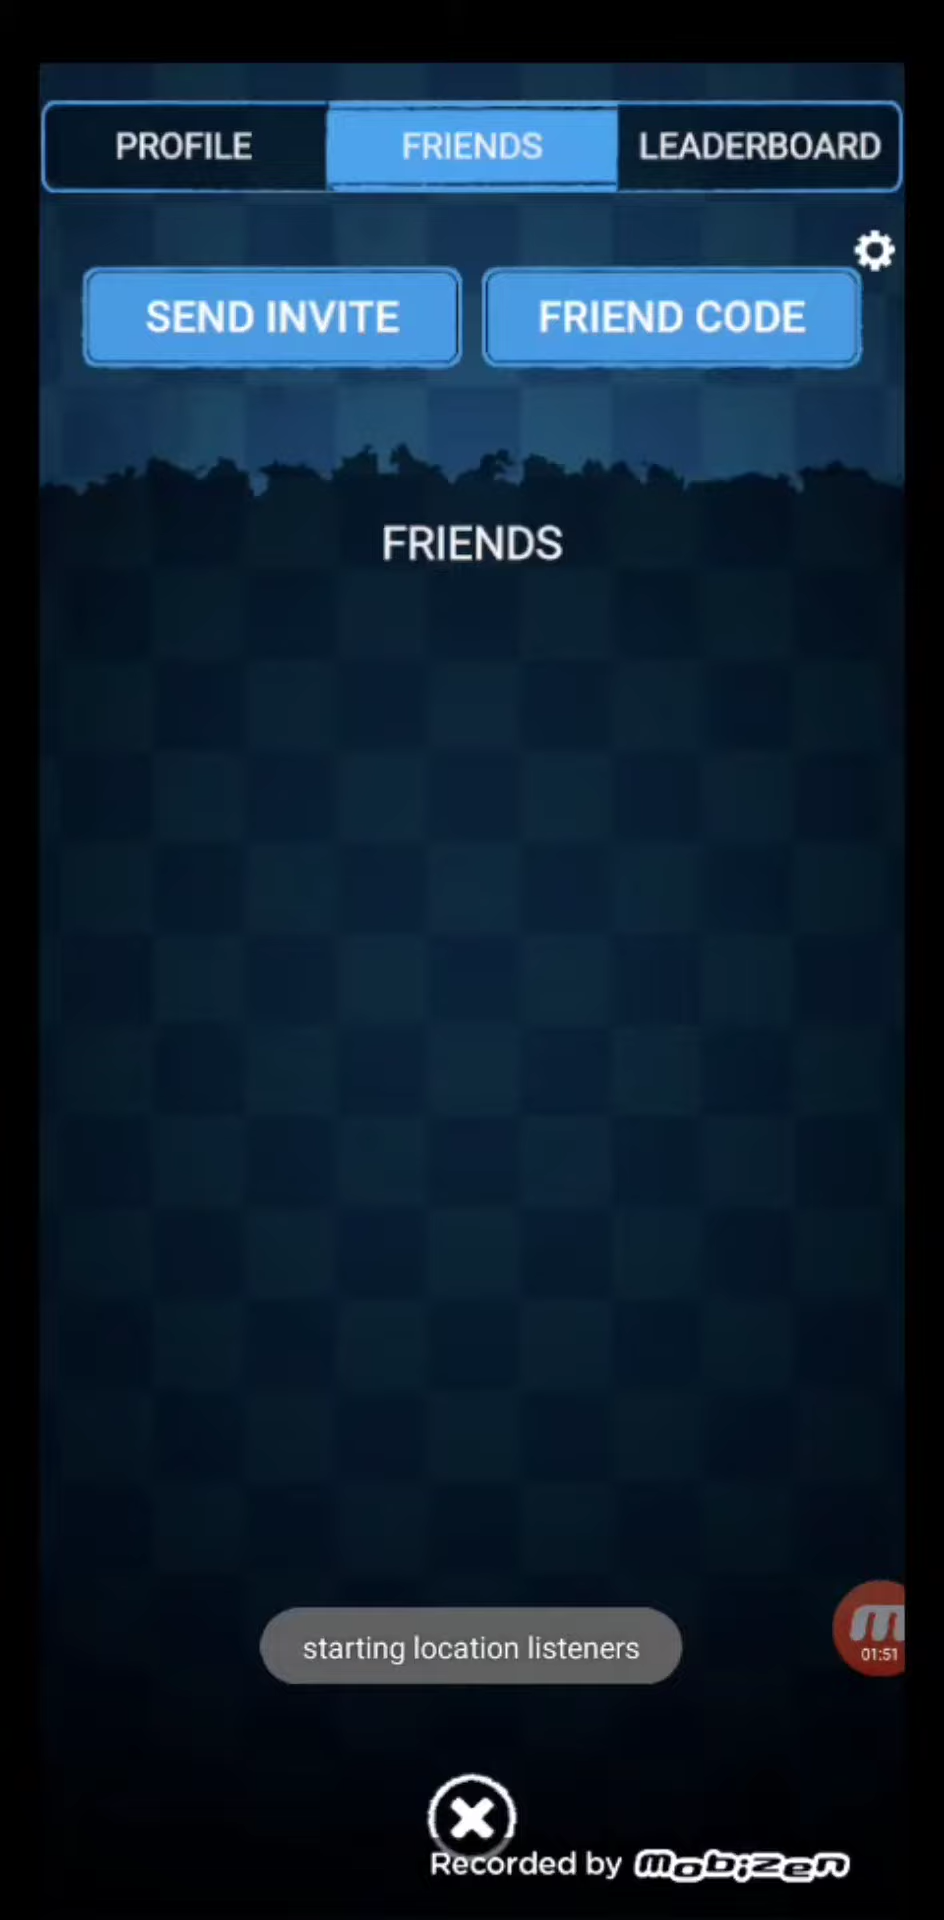 PROFILE FRIENDS LEADERBOARD
SEND INVITE FRIEND CODE
FRIENDS
starting location listeners
01:51
Recorded by mobizen